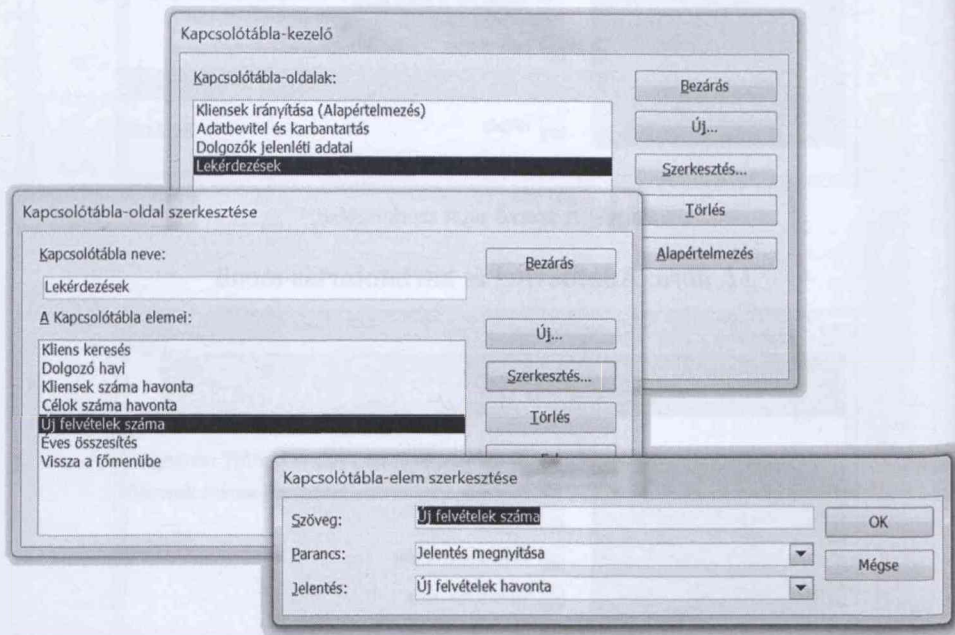 Kapcsolótábla-kezelő
Kapcsolótábla-oldalak:
Kliensek irányítása (Alapértelmezés)
Adatbevitel és karbantartás
Dolgozók jelenléti adatai
Lekérdezések
Bezárás
Új...
Szerkesztés...
Törlés
Alapértelmezés
Kapcsolótábla-oldal szerkesztése
Kapcsolótábla neve:
Lekérdezések
A Kapcsolótábla elemei:
Kliens keresés
Dolgozó havi
Kliensek száma havonta
Célok száma havonta
Új felvételek száma
Éves összesítés
Vissza a főmenübe
Bezárás
Új...
Szerkesztés...
Törlés
Kapcsolótábla-elem szerkesztése
Szöveg:
Új felvételek száma
Parancs:
Jelentés megnyitása
Jelentés:
Új felvételek havonta
OK
Mégse